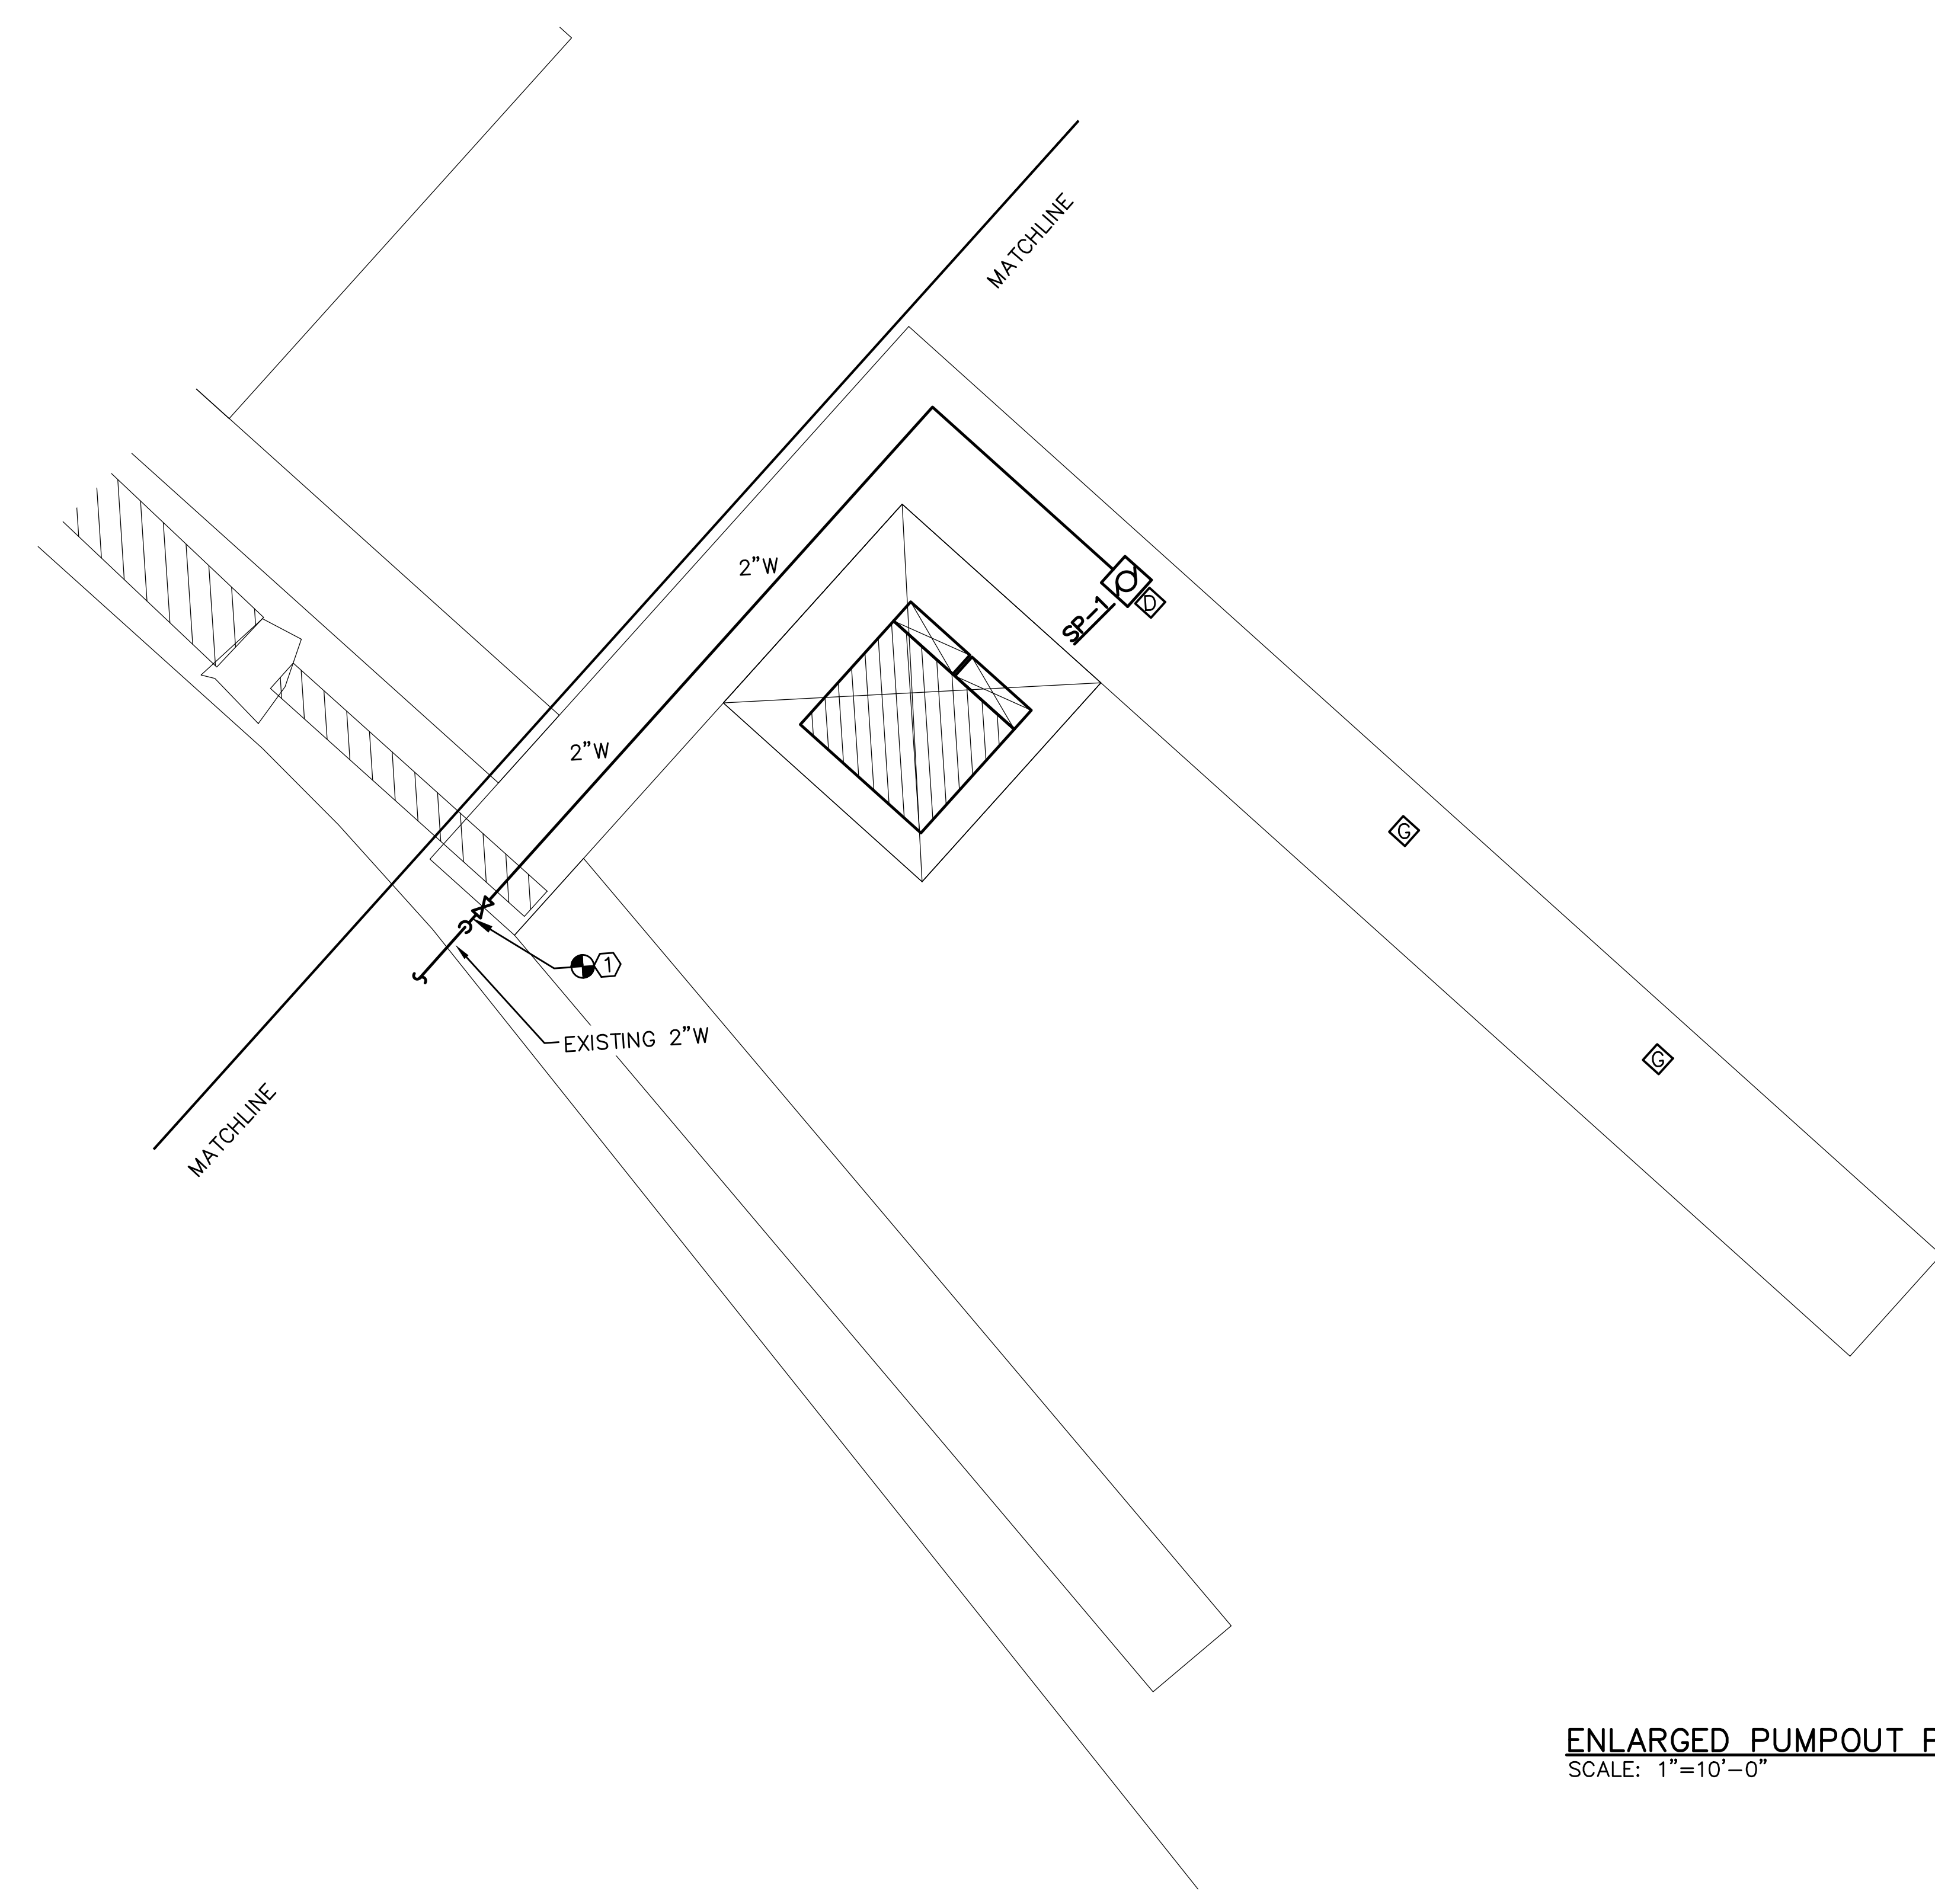 MATCHLINE
2"W
SP-1
D
2"W
G
1
EXISTING 2"W
G
MATCHLINE
ENLARGED PUMPOUT
SCALE: 1"=10'-0"